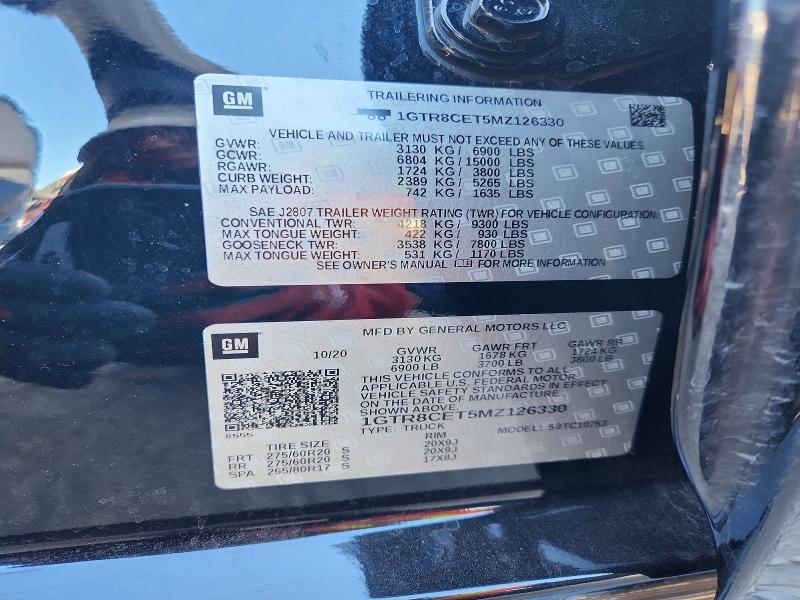 GM
TRAILERING INFORMATION
1GTR8CET5MZ126330
VEHICLE AND TRAILER MUST NOT EXCEED ANY OF THESE VALUES.
GVWR: 3130 KG / 6900 LBS
GCWR: 6804 KG / 15000 LBS
RGAWR: 1724 KG / 3800 LBS
CURB WEIGHT: 2389 KG / 5265 LBS
MAX PAYLOAD: 742 KG / 1635 LBS
SAE J2807 TRAILER WEIGHT RATING (TWR) FOR VEHICLE CONFIGURATION.
CONVENTIONAL TWR: 4218 KG / 9300 LBS
MAX TONGUE WEIGHT: 422 KG / 930 LBS
GOOSENECK TWR: 3538 KG / 7800 LBS
MAX TONGUE WEIGHT: 531 KG / 1170 LBS
SEE OWNER'S MANUAL FOR MORE INFORMATION
GM
MFD BY GENERAL MOTORS LLC
10/20 GVWR GAWR FRT GAWR RR
3130 KG 1678 KG 1724 KG
6900 LB 3700 LB 3800 LB
THIS VEHICLE CONFORMS TO ALL
APPLICABLE U.S. FEDERAL MOTOR
VEHICLE SAFETY STANDARDS IN EFFECT
ON THE DATE OF MANUFACTURE
SHOWN ABOVE.
1GTR8CET5MZ126330
8555 TYPE: TRUCK MODEL:
TIRE SIZE RIM
FRT 275/60R20 S 20X9J
RR 275/60R20 S 20X9J
SPA 255/80R17 S 17X8J